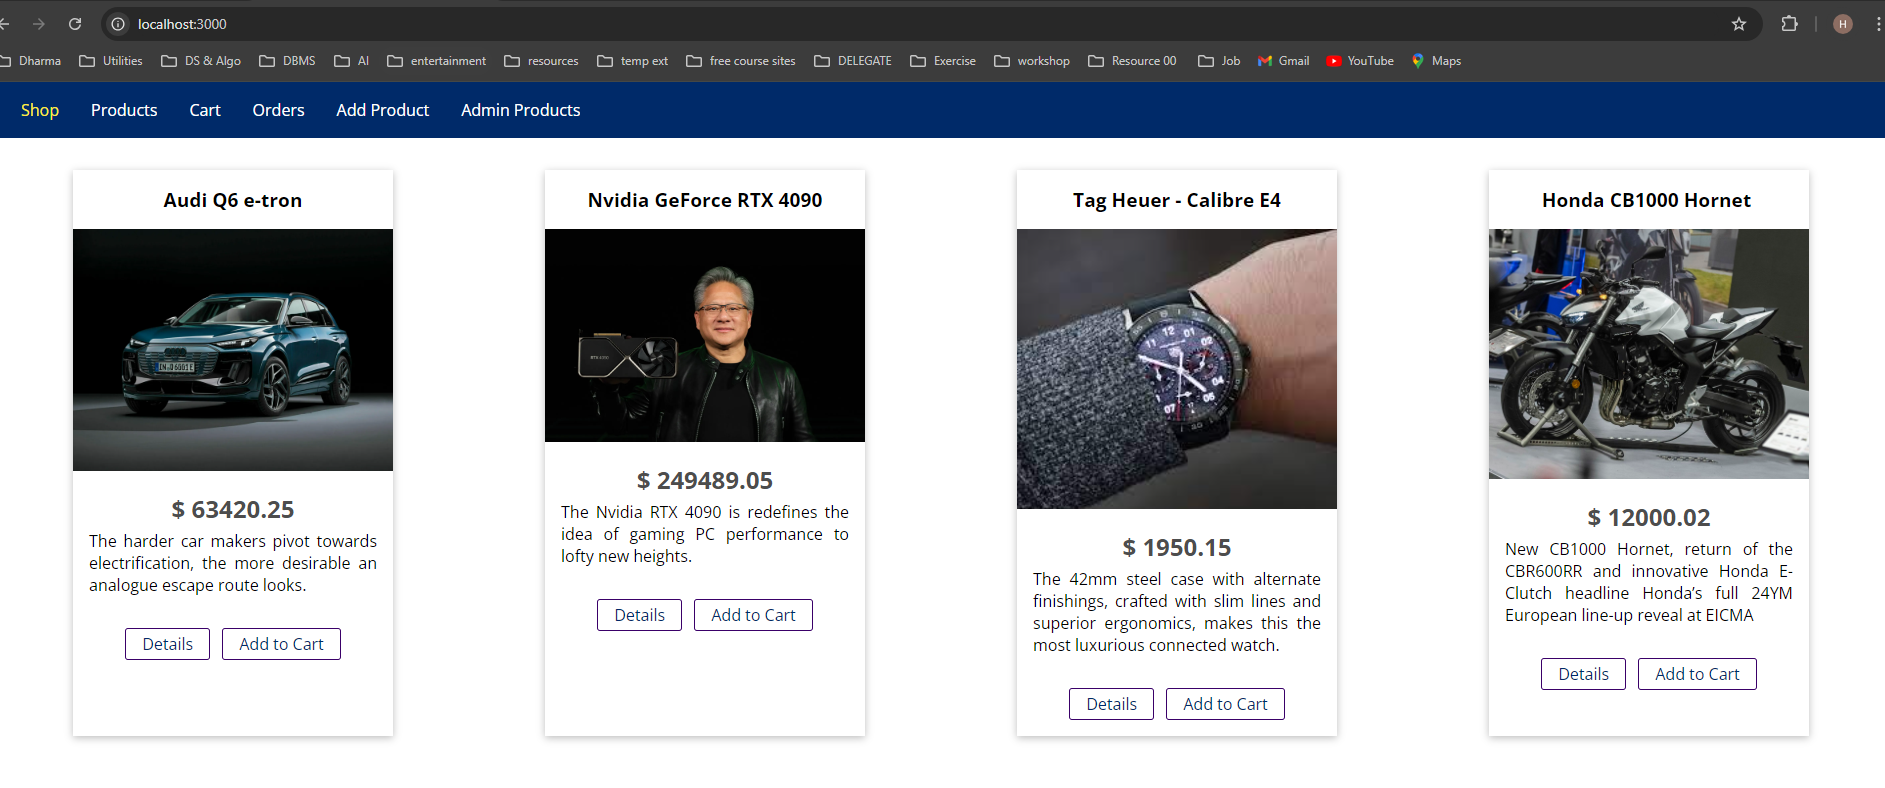 localhost:3000
H
Dharma Utilities DS & Algo DBMS AI entertainment resources temp ext free course sites DELEGATE Exercise workshop Resource 00 Job Gmail YouTube Maps
Shop Products Cart Orders Add Product Admin Products
Audi Q6 e-tron
$ 63420.25
The harder car makers pivot towards
electrification, the more desirable an
analogue escape route looks.
Details Add to Cart
Nvidia GeForce RTX 4090
RTX 4090
$ 249489.05
The Nvidia RTX 4090 is redefines the
idea of gaming PC performance to
lofty new heights.
Details Add to Cart
Tag Heuer - Calibre E4
$ 1950.15
The 42mm steel case with alternate
finishings, crafted with slim lines and
superior ergonomics, makes this the
most luxurious connected watch.
Details Add to Cart
Honda CB1000 Hornet
$ 12000.02
New CB1000 Hornet, return of the
CBR600RR and innovative Honda E-
Clutch headline Honda’s full 24YM
European line-up reveal at EICMA
Details Add to Cart